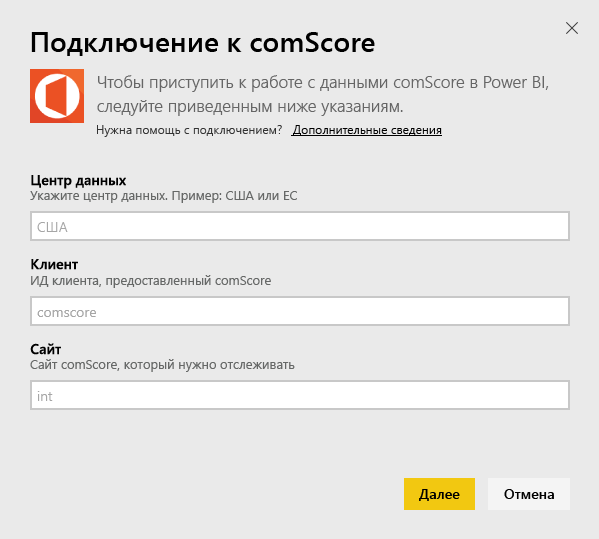 Подключение к comScore
Чтобы приступить к работе с данными comScore в Power BI,
следуйте приведенным ниже указаниям.
Нужна помощь с подключением? Дополнительные сведения
Центр данных
Укажите центр данных. Пример: США или ЕС
США
Клиент
ИД клиента, предоставленный comScore
comscore
Сайт
Сайт comScore, который нужно отслеживать
int
Далее Отмена